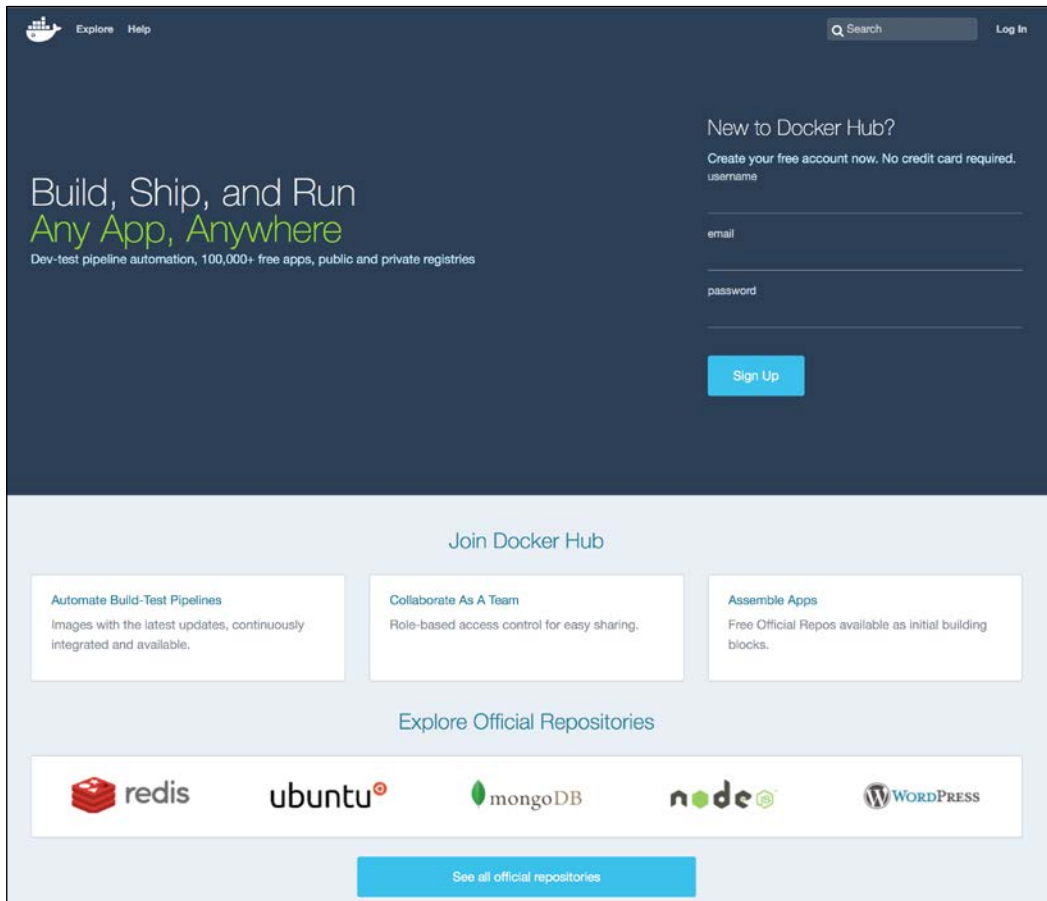 Explore Help
Search
Log In
New to Docker Hub?
Create your free account now. No credit card required.
username
email
password
Sign Up
Build, Ship, and Run
Any App, Anywhere
Dev-test pipeline automation, 100,000+ free apps, public and private registries
Join Docker Hub
Automate Build-Test Pipelines
Images with the latest updates, continuously
integrated and available.
Collaborate As A Team
Role-based access control for easy sharing.
Assemble Apps
Free Official Repos available as initial building
blocks.
Explore Official Repositories
redis
ubuntu
mongoDB
node JS
WORDPRESS
See all official repositories